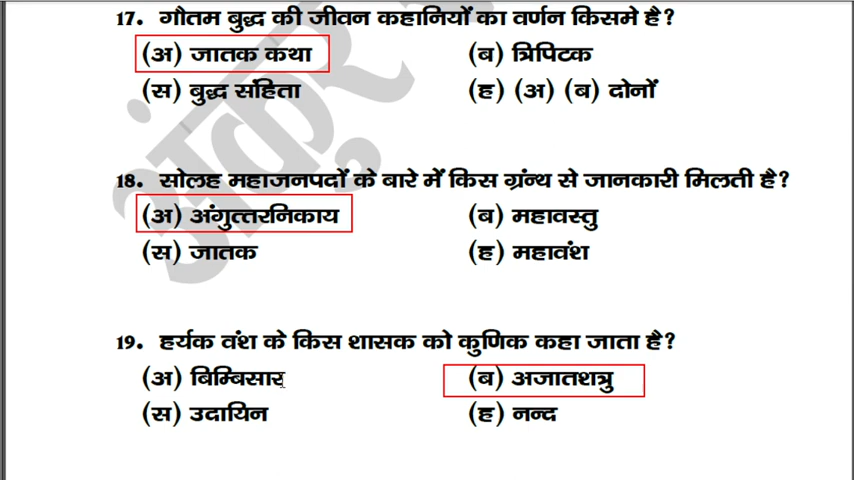 17. गौतम बुद्ध की जीवन कहानियों का वर्णन किसमे है?
(अ) जातक कथा (ब) त्रिपिटक
(स) बुद्ध संहिता (ह) (अ) (ब) दोनों
18. सोलह महाजनपदों के बारे में किस ग्रंन्थ से जानकारी मिलती है?
(अ) अंगुत्तरनिकाय (ब) महावस्तु
(स) जातक (ह) महावंश
19. हर्यक वंश के किस शासक को कुणिक कहा जाता है?
(अ) बिम्बिसार (ब) अजातशत्रु
(स) उदायिन (ह) नन्द
अंकुर